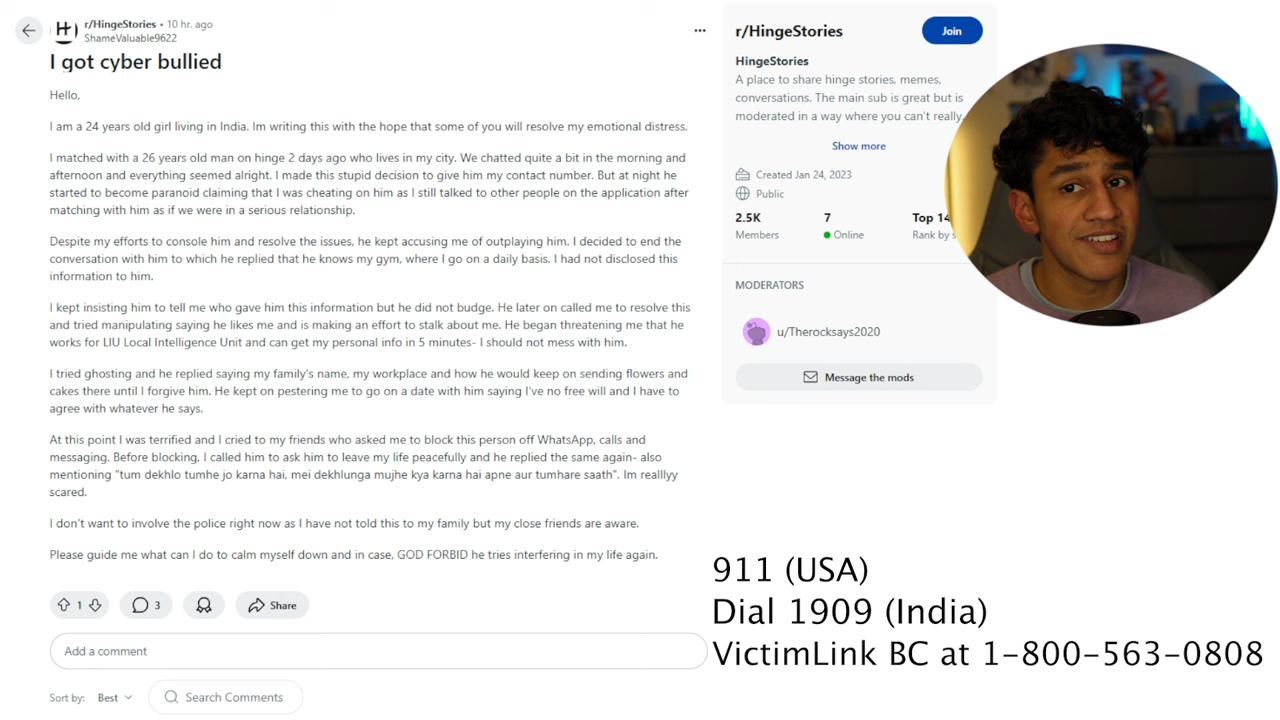 r/HingeStories • 10 hr. ago
ShameValuable9622
I got cyber bullied
Hello,
I am a 24 years old girl living in India. Im writing this with the hope that some of you will resolve my emotional distress.
I matched with a 26 years old man on hinge 2 days ago who lives in my city. We chatted quite a bit in the morning and
afternoon and everything seemed alright. I made this stupid decision to give him my contact number. But at night he
started to become paranoid claiming that I was cheating on him as I still talked to other people on the application after
matching with him as if we were in a serious relationship.
Despite my efforts to console him and resolve the issues, he kept accusing me of outplaying him. I decided to end the
conversation with him to which he replied that he knows my gym, where I go on a daily basis. I had not disclosed this
information to him.
I kept insisting him to tell me who gave him this information but he did not budge. He later on called me to resolve this
and tried manipulating saying he likes me and is making an effort to stalk about me. He began threatening me that he
works for LIU Local Intelligence Unit and can get my personal info in 5 minutes- I should not mess with him.
I tried ghosting and he replied saying my family's name, my workplace and how he would keep on sending flowers and
cakes there until I forgive him. He kept on pestering me to go on a date with him saying I've no free will and I have to
agree with whatever he says.
At this point I was terrified and I cried to my friends who asked me to block this person off WhatsApp, calls and
messaging. Before blocking, I called him to ask him to leave my life peacefully and he replied the same again- also
mentioning "tum dekhlo tumhe jo karna hai, mei dekhlunga mujhe kya karna hai apne aur tumhare saath". Im reallyy
scared.
I don't want to involve the police right now as I have not told this to my family but my close friends are aware.
Please guide me what can I do to calm myself down and in case, GOD FORBID he tries interfering in my life again.
1
3
Share
Add a comment
Sort by: Best
Search Comments
r/HingeStories
Join
HingeStories
A place to share hinge stories, memes,
conversations. The main sub is great but is
moderated in a way where you can't really
Show more
Created Jan 24, 2023
Public
2.5K 7 Top 14
Members Online Rank by
MODERATORS
u/Therocksays2020
Message the mods
911 (USA)
Dial 1909 (India)
VictimLink BC at 1-800-563-0808